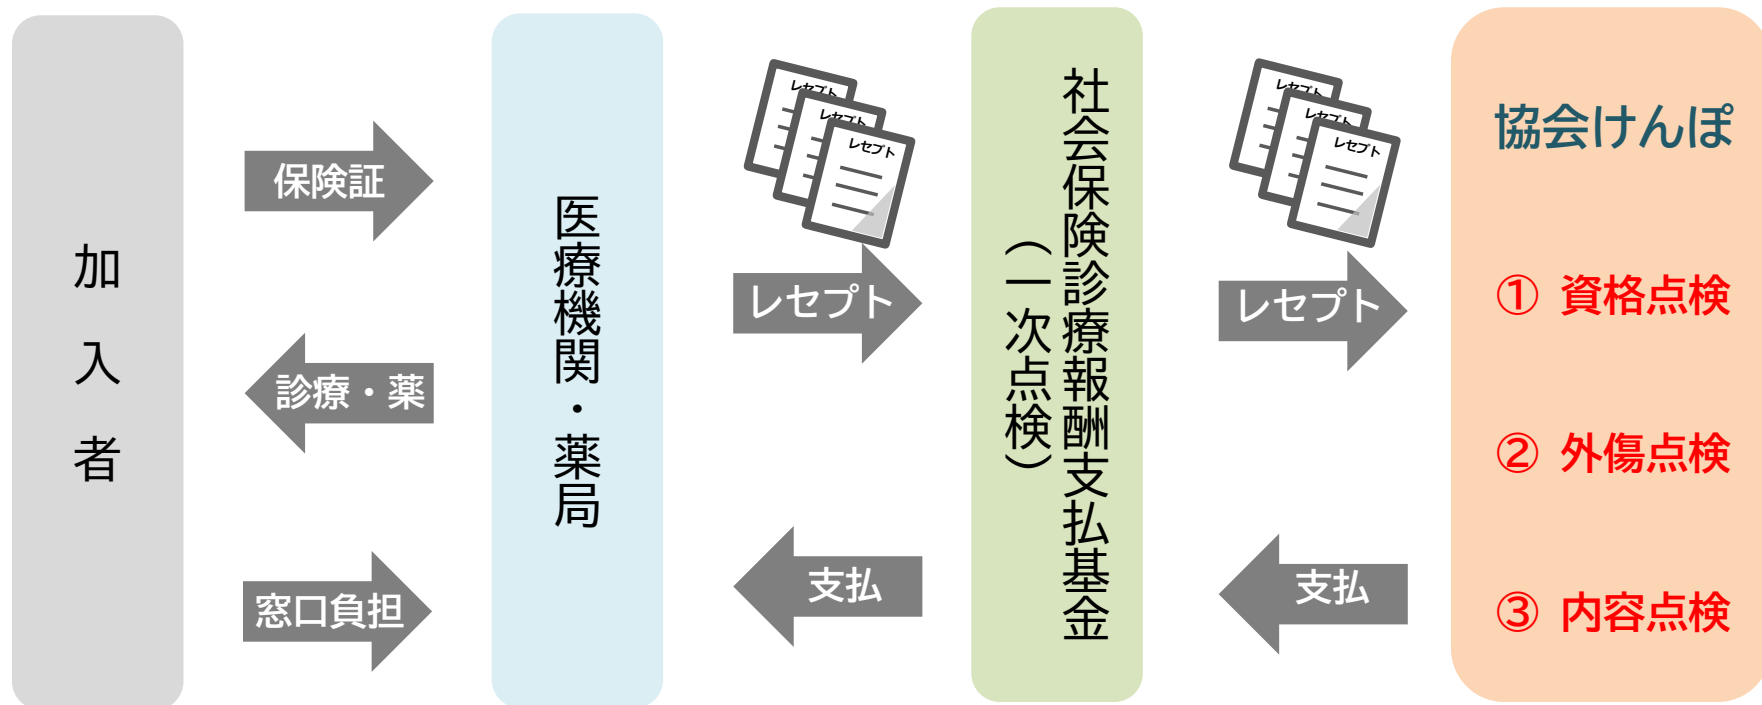 加入者
保険証
診療・薬
窓口負担
医療機関・薬局
レセプト
レセプト
レセプト
レセプト
支払
社会保険診療報酬支払基金
（一次点検）
レセプト
レセプト
レセプト
レセプト
支払
協会けんぽ
① 資格点検
② 外傷点検
③ 内容点検